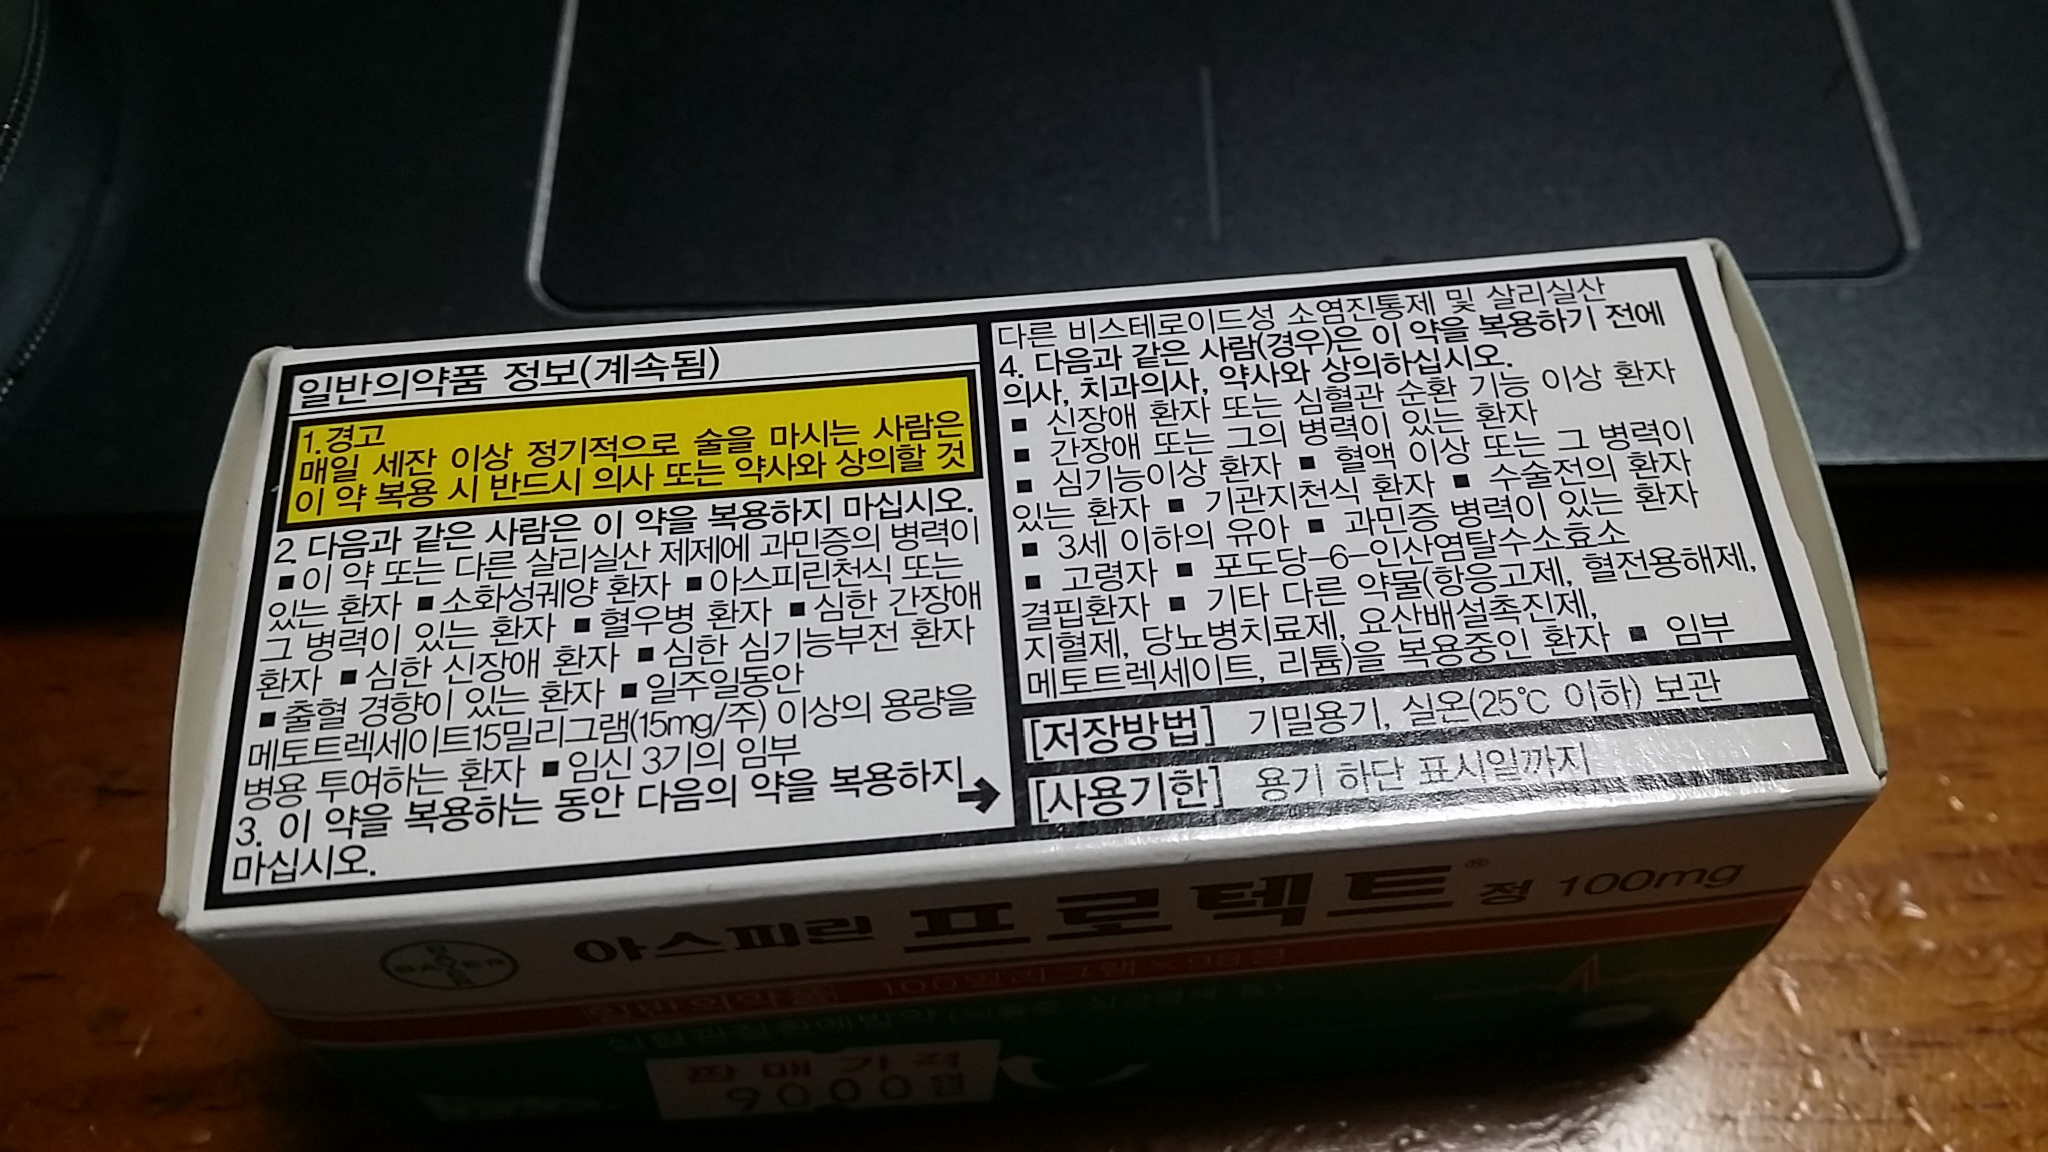 일반의약품 정보(계속됨)
1.경고
매일 세잔 이상 정기적으로 술을 마시는 사람은
이 약 복용 시 반드시 의사 또는 약사와 상의할 것
2. 다음과 같은 사람은 이 약을 복용하지 마십시오.
■이 약 또는 다른 살리실산 제제에 과민증의 병력이
있는 환자 ■소화성궤양 환자 ■아스피린천식 또는
그 병력이 있는 환자 ■혈우병 환자 ■심한 간장애
환자 ■심한 신장애 환자 ■심한 심기능부전 환자
■출혈 경향이 있는 환자 ■일주일동안
메토트렉세이트15밀리그램(15mg/주) 이상의 용량을
병용 투여하는 환자 ■임신 3기의 임부
3. 이 약을 복용하는 동안 다음의 약을 복용하지
마십시오.
다른 비스테로이드성 소염진통제 및 살리실산
4. 다음과 같은 사람(경우)은 이 약을 복용하기 전에
의사, 치과의사, 약사와 상의하십시오.
■ 신장애 환자 또는 심혈관 순환 기능 이상 환자
■ 간장애 또는 그의 병력이 있는 환자
■ 심기능이상 환자 ■ 혈액 이상 또는 그 병력이
있는 환자 ■ 기관지천식 환자 ■ 수술전의 환자
■ 3세 이하의 유아 ■ 과민증 병력이 있는 환자
■ 고령자 ■ 포도당-6-인산염탈수소효소
결핍환자 ■ 기타 다른 약물(항응고제, 혈전용해제,
지혈제, 당뇨병치료제, 요산배설촉진제,
메토트렉세이트, 리튬)을 복용중인 환자 ■ 임부
[저장방법] 기밀용기, 실온(25℃ 이하) 보관
[사용기한] 용기 하단 표시일까지
BAYER
아스피린 프로텍트® 정 100mg
일반의약품 100밀리그램×98정
판매가격
9000원